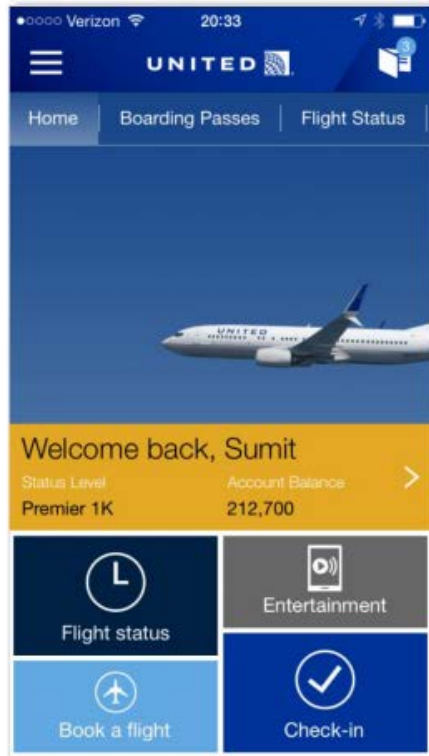 Verizon 20:33
UNITED 3
Home Boarding Passes Flight Status
UNITED
Welcome back, Sumit
Status Level Account Balance
Premier 1K 212,700
Flight status
Entertainment
Book a flight
Check-in